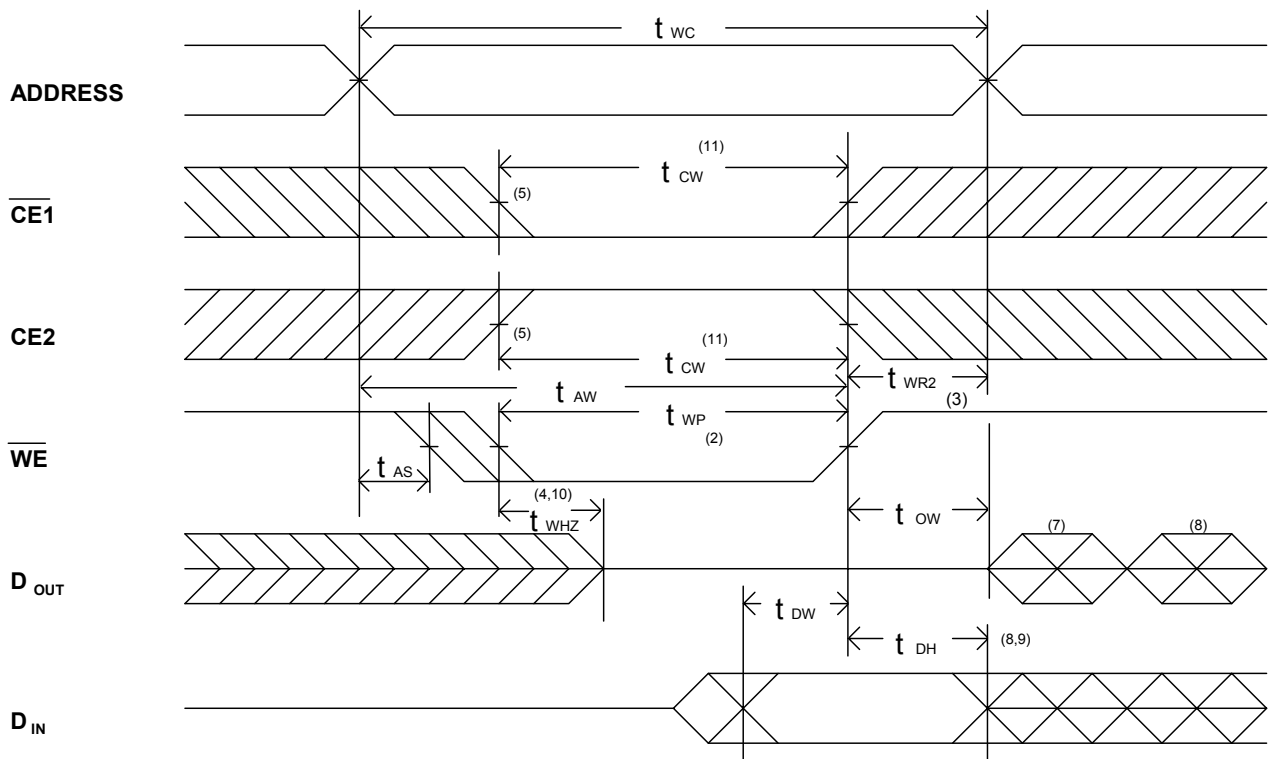 t WC
ADDRESS
(11)
t CW
CE1
(5)
CE2
(5)
(11)
t CW
t WR2
t AW
(3)
t WP
(2)
WE
t AS
(4,10)
t WHZ
t OW
(7)
(8)
D OUT
t DW
t DH
(8,9)
D IN